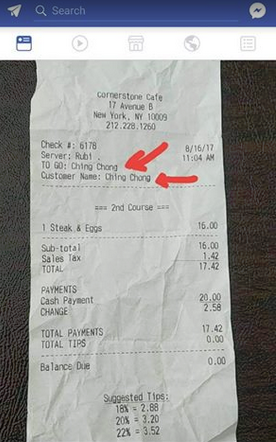 Search
Cornerstone Cafe
17 Avenue B
New York, NY 10009
212.228.1260
Check #: 6178 8/16/17
Server: Rubi . 11:04 AM
TO GO: Ching Chong
Customer Name: Ching Chong
=== 2nd Course ===
1 Steak & Eggs 16.00
Sub-total 16.00
Sales Tax 1.42
TOTAL 17.42
PAYMENTS
Cash Payment 20.00
CHANGE 2.58
TOTAL PAYMENTS 17.42
TOTAL TIPS 0.00
Balance Due 0.00
Suggested Tips:
18% = 2.88
20% = 3.20
22% = 3.52